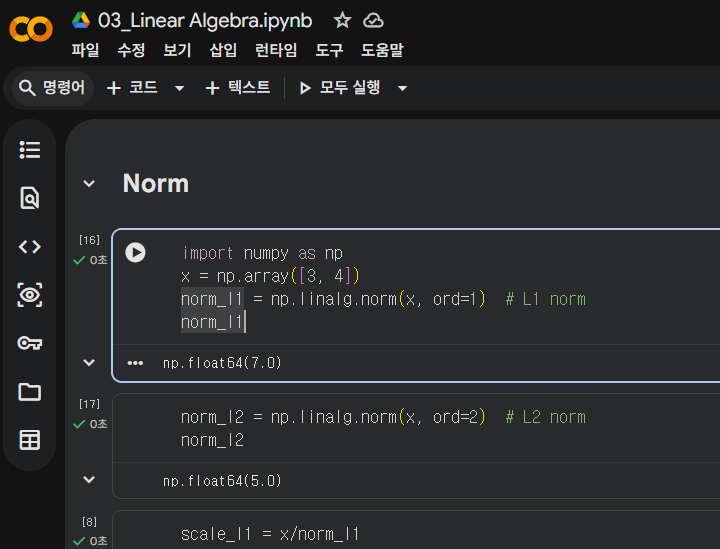 03_Linear Algebra.ipynb
파일 수정 보기 삽입 런타임 도구 도움말
명령어 + 코드 + 텍스트 모두 실행
Norm
[16]
0초
import numpy as np
x = np.array([3, 4])
norm_l1 = np.linalg.norm(x, ord=1)  # L1 norm
norm_l1
np.float64(7.0)
[17]
0초
norm_l2 = np.linalg.norm(x, ord=2)  # L2 norm
norm_l2
np.float64(5.0)
[8]
0초
scale_l1 = x/norm_l1